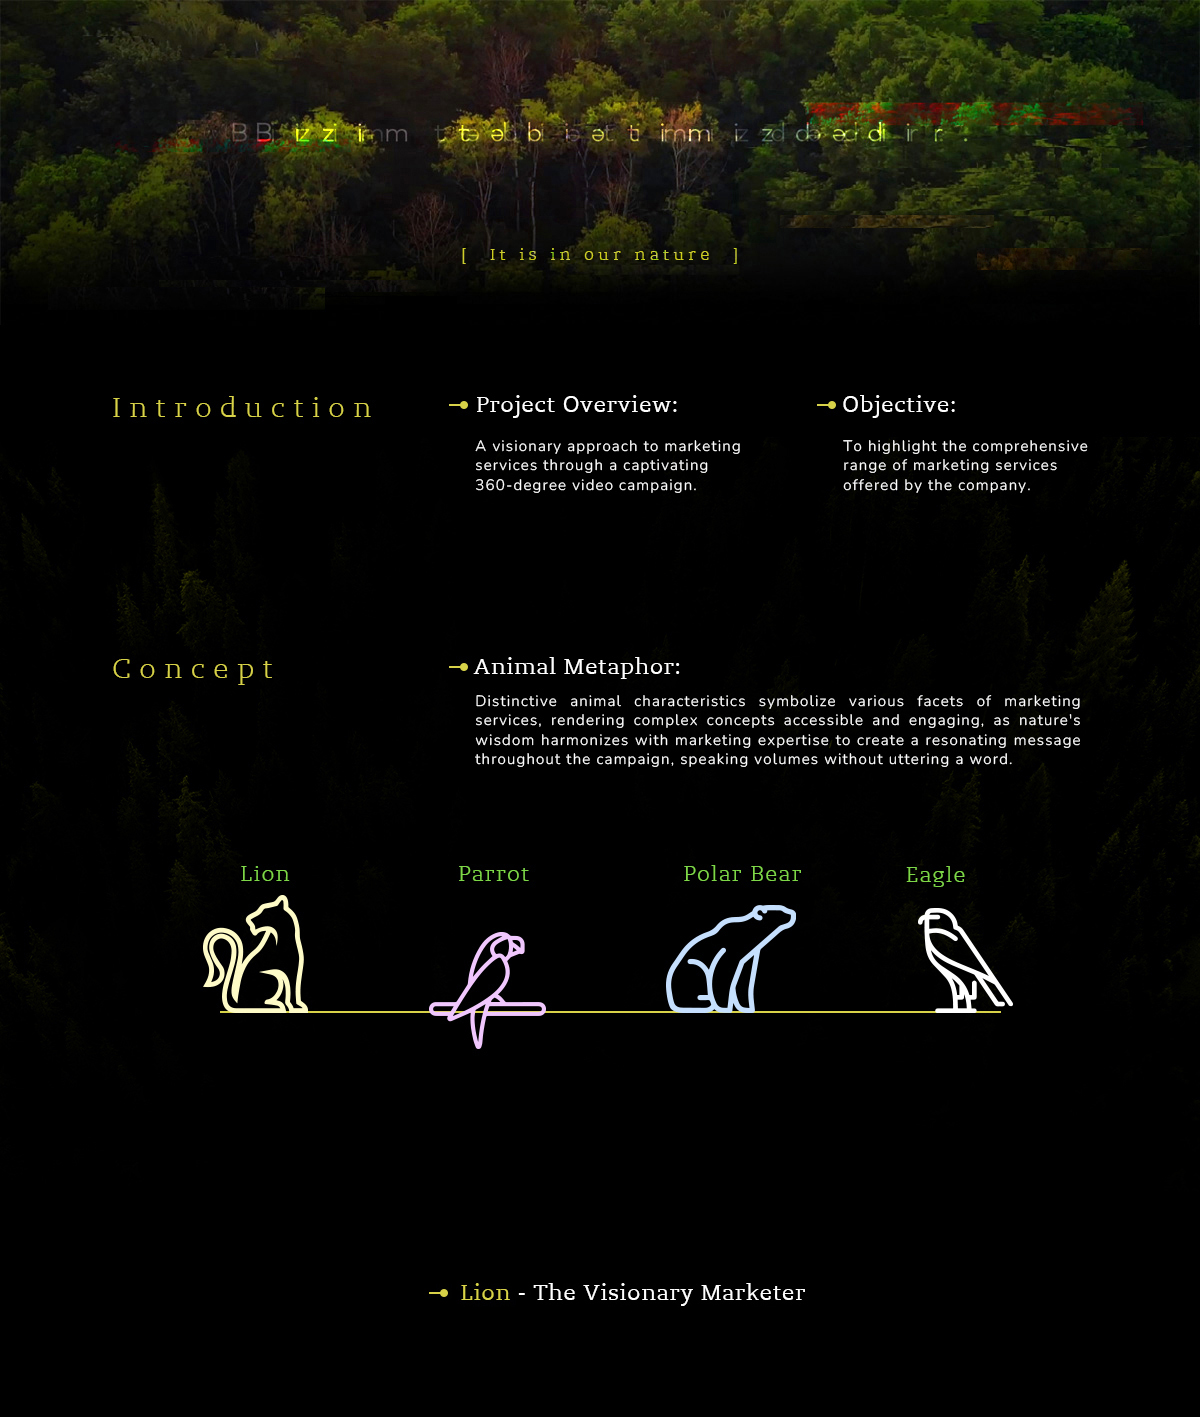 Bizim təbiətimizdədir.
[ It is in our nature ]
Introduction
Project Overview:
A visionary approach to marketing
services through a captivating
360-degree video campaign.
Objective:
To highlight the comprehensive
range of marketing services
offered by the company.
Concept
Animal Metaphor:
Distinctive animal characteristics symbolize various facets of marketing
services, rendering complex concepts accessible and engaging, as nature's
wisdom harmonizes with marketing expertise to create a resonating message
throughout the campaign, speaking volumes without uttering a word.
Lion
Parrot
Polar Bear
Eagle
Lion - The Visionary Marketer